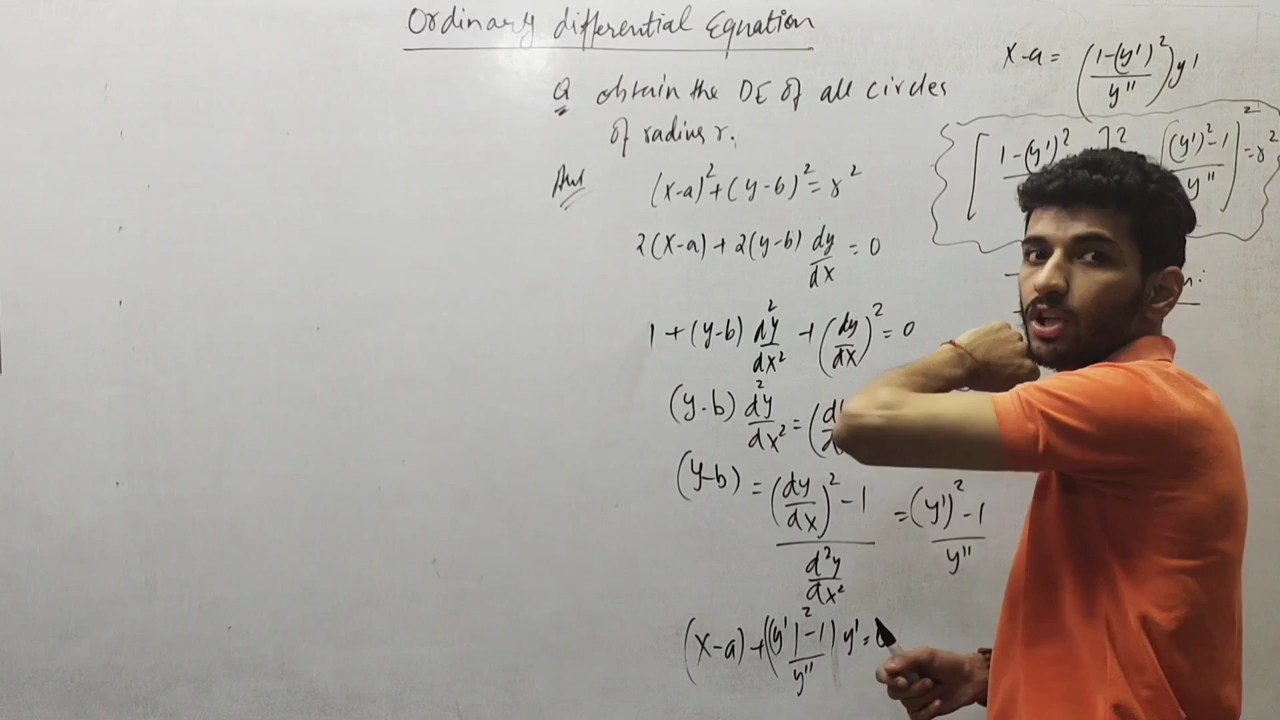 Ordinary differential Equation
Q obtain the DE of all circles
of radius r.
Ans (x-a)²+(y-b)²=r²
2(x-a)+2(y-b) dy/dx = 0
1+(y-b) d²y/dx² + (dy/dx)² = 0
(y-b) d²y/dx² =
(y-b) = ((dy/dx)² - 1)/(d²y/dx²) = ((y')² - 1)/y''
(x-a)+(((y')² - 1)/y'') y' =
x-a = ((1-(y')²)/y'') y'
[1-(y')² ]² ((y')² - 1)/y'')² = r²